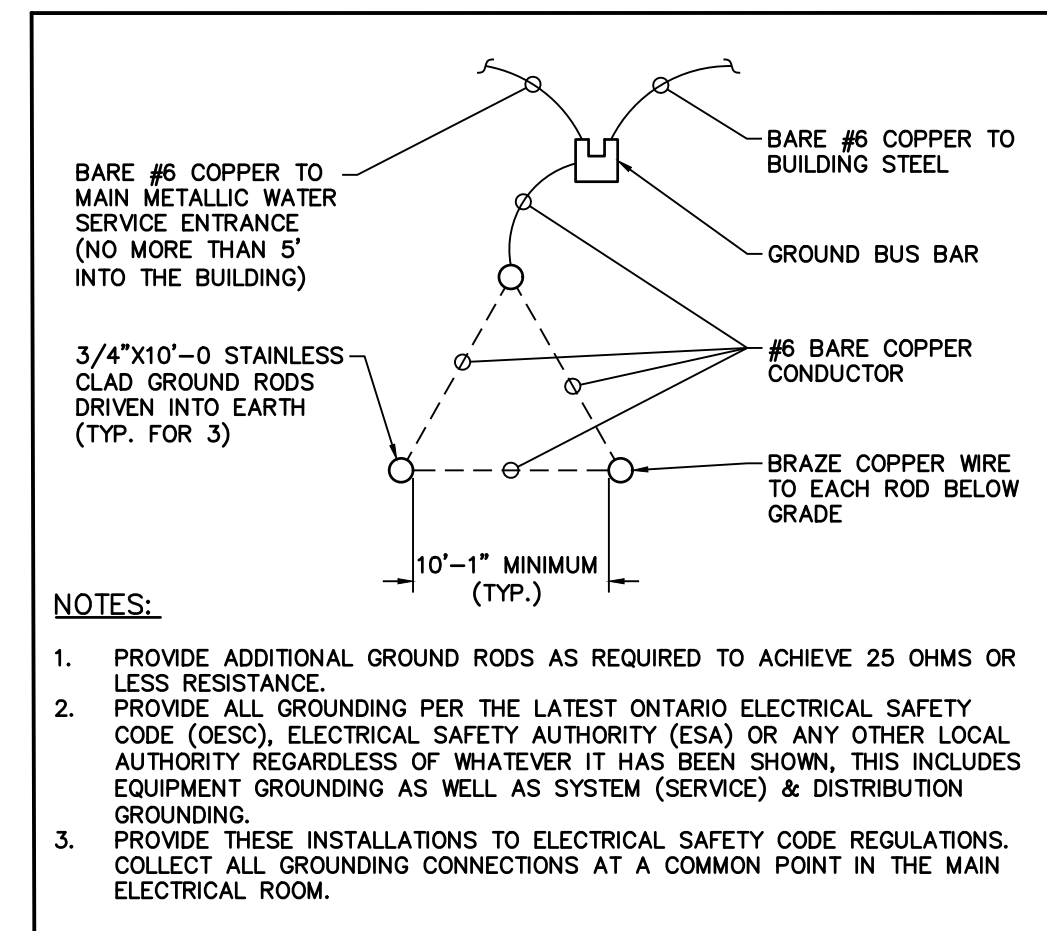 BARE #6 COPPER TO
MAIN METALLIC WATER
SERVICE ENTRANCE
(NO MORE THAN 5'
INTO THE BUILDING)
BARE #6 COPPER TO
BUILDING STEEL
GROUND BUS BAR
3/4"X10'-0 STAINLESS
CLAD GROUND RODS
DRIVEN INTO EARTH
(TYP. FOR 3)
#6 BARE COPPER
CONDUCTOR
BRAZE COPPER WIRE
TO EACH ROD BELOW
GRADE
10'-1" MINIMUM
(TYP.)
NOTES:
1. PROVIDE ADDITIONAL GROUND RODS AS REQUIRED TO ACHIEVE 25 OHMS OR
LESS RESISTANCE.
2. PROVIDE ALL GROUNDING PER THE LATEST ONTARIO ELECTRICAL SAFETY
CODE (OESC), ELECTRICAL SAFETY AUTHORITY (ESA) OR ANY OTHER LOCAL
AUTHORITY REGARDLESS OF WHATEVER IT HAS BEEN SHOWN, THIS INCLUDES
EQUIPMENT GROUNDING AS WELL AS SYSTEM (SERVICE) & DISTRIBUTION
GROUNDING.
3. PROVIDE THESE INSTALLATIONS TO ELECTRICAL SAFETY CODE REGULATIONS.
COLLECT ALL GROUNDING CONNECTIONS AT A COMMON POINT IN THE MAIN
ELECTRICAL ROOM.